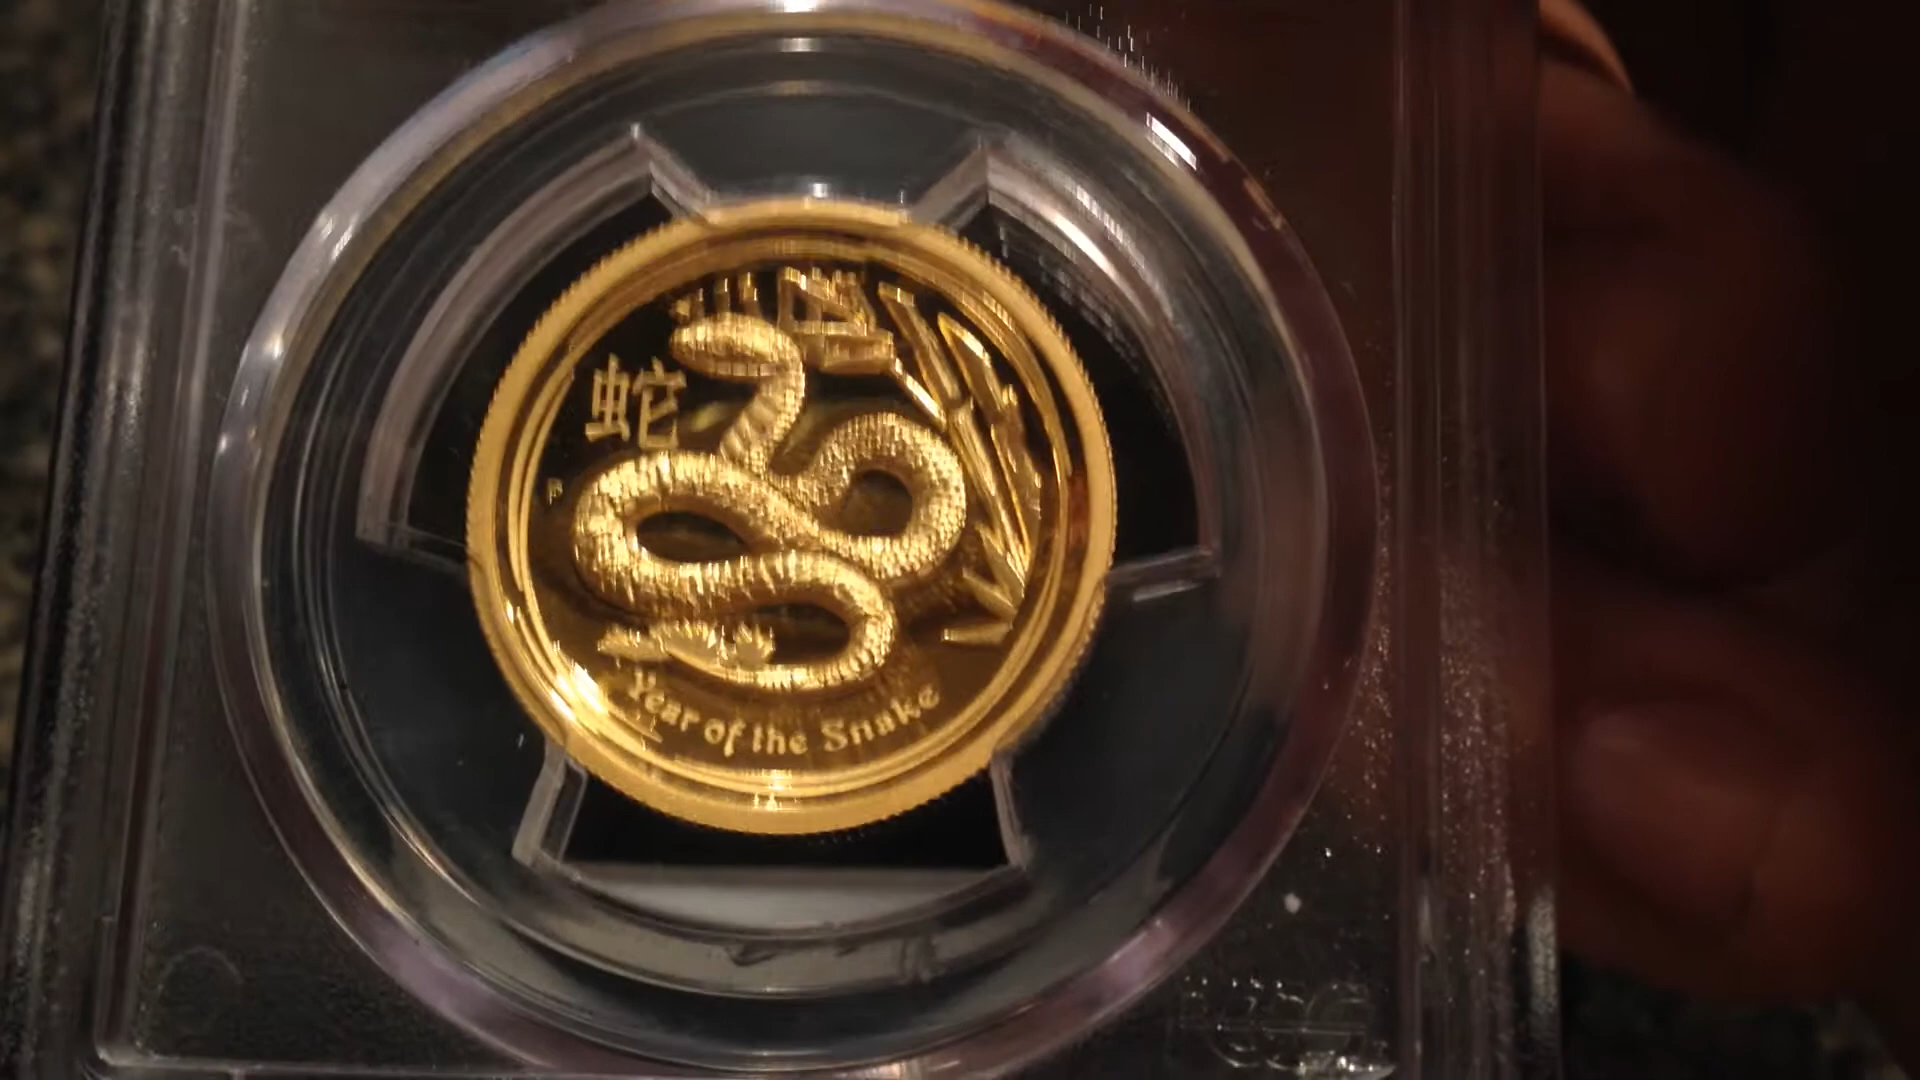 蛇
P
Year of the Snake